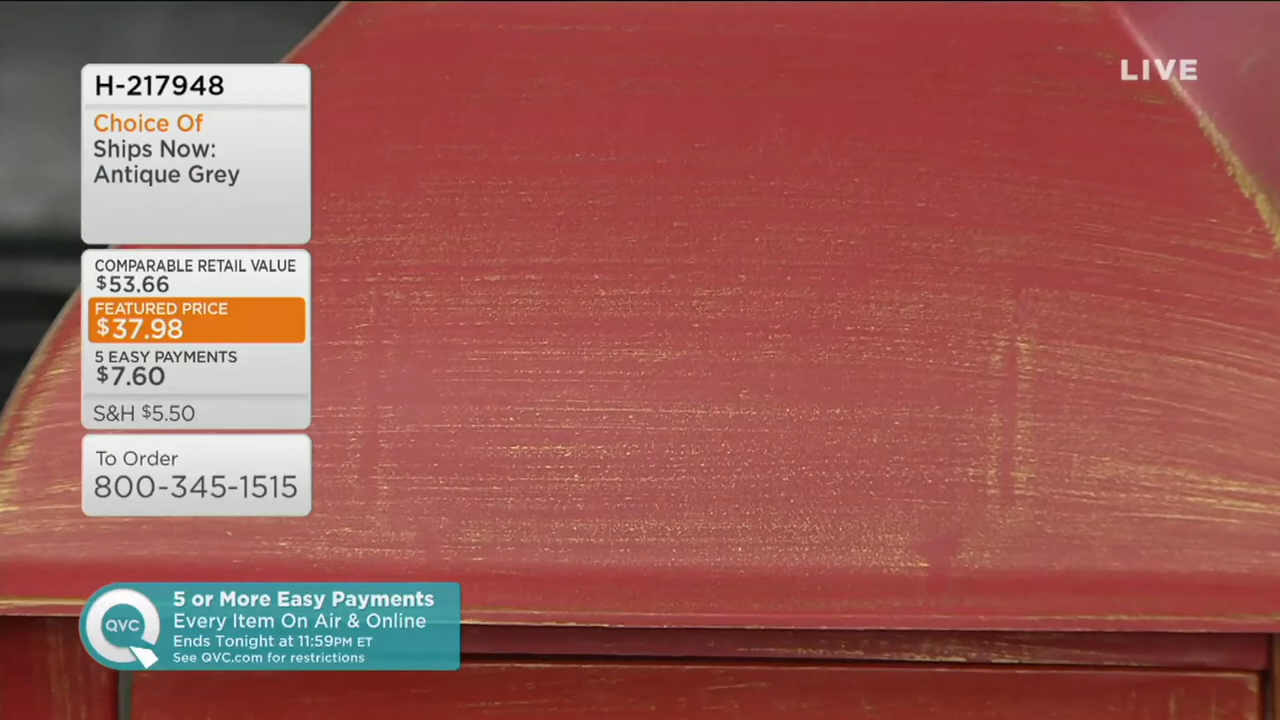 H-217948
Choice Of
Ships Now:
Antique Grey
COMPARABLE RETAIL VALUE
$53.66
FEATURED PRICE
$37.98
5 EASY PAYMENTS
$7.60
S&H $5.50
To Order
800-345-1515
LIVE
QVC
5 or More Easy Payments
Every Item On Air & Online
Ends Tonight at 11:59PM ET
See QVC.com for restrictions